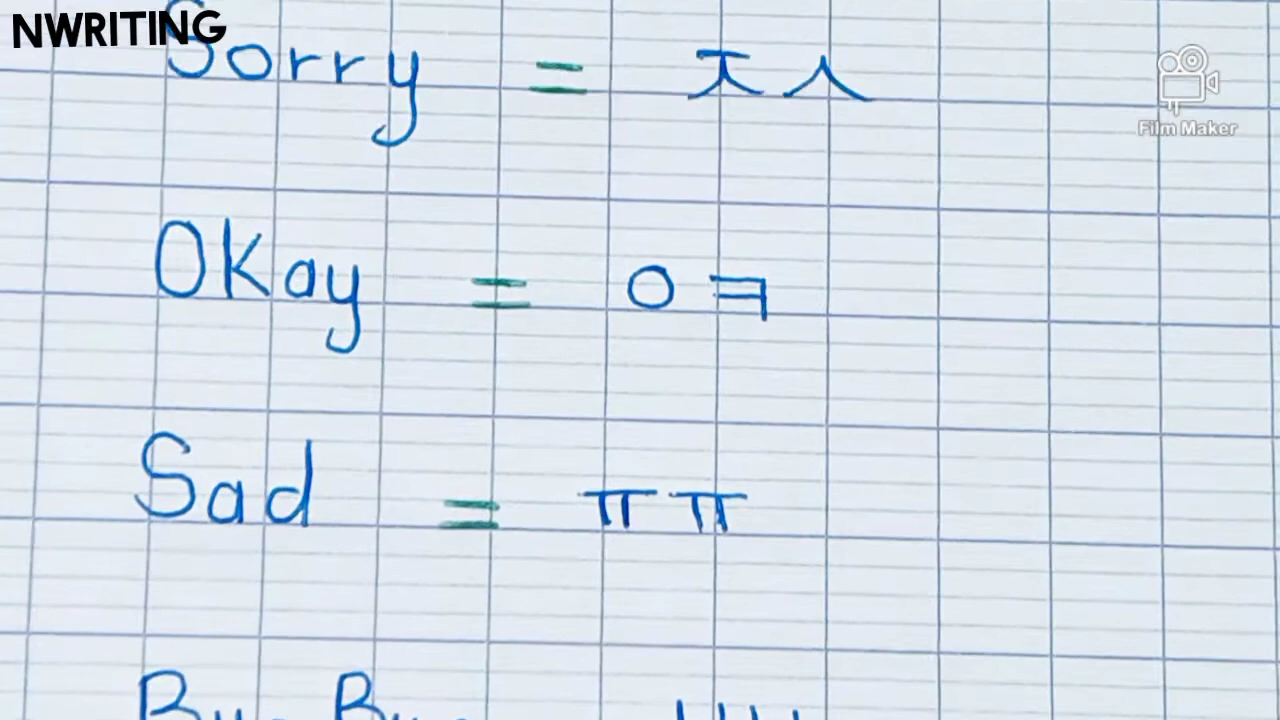 NWRITING
Sorry = ㅈㅅ
Film Maker
Okay = ㅇㅋ
Sad = ㅠㅠ